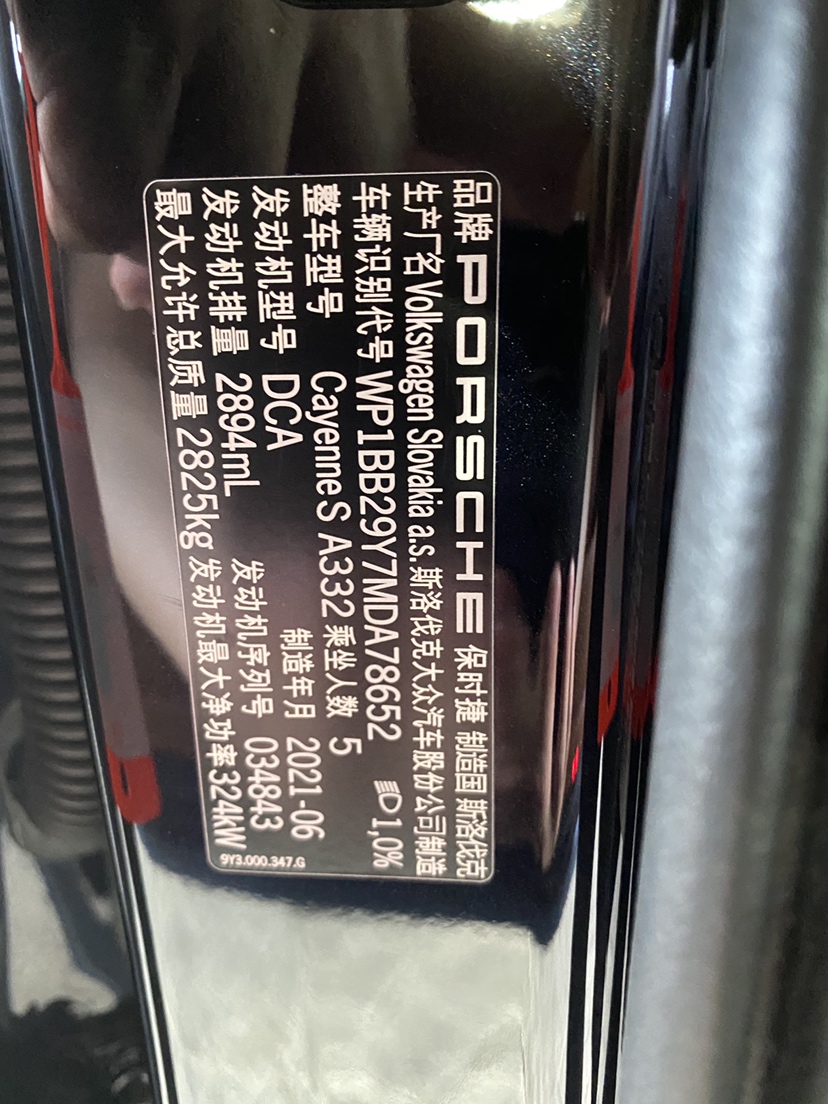 品牌 PORSCHE 保时捷 制造国 斯洛伐克
生产厂名 Volkswagen Slovakia a.s. 斯洛伐克大众汽车股份公司制造
车辆识别代号 WP1BB29Y7MDA78652 1,0%
整车型号 Cayenne S A332 乘坐人数 5
发动机型号 DCA 制造年月 2021-06
发动机排量 2894mL 发动机序列号 034843
最大允许总质量 2825kg 发动机最大净功率 324kW
9Y3.000.347.G